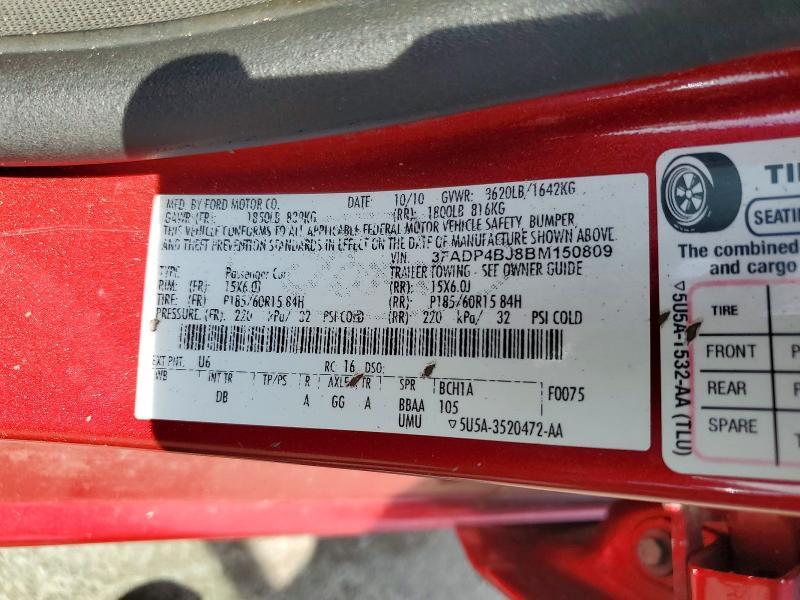 MFD. BY FORD MOTOR CO. DATE: 10/10 GVWR: 3620LB/1642KG
GAWR: (FR): 1850LB 839KG (RR): 1800LB 816KG
THIS VEHICLE CONFORMS TO ALL APPLICABLE FEDERAL MOTOR VEHICLE SAFETY, BUMPER,
AND THEFT PREVENTION STANDARDS IN EFFECT ON THE DATE OF MANUFACTURE SHOWN ABOVE.
VIN: 3FADP4BJ8BM150809
TYPE: Passenger Car TRAILER TOWING - SEE OWNER GUIDE
RIM: (FR) 15X6.0J (RR): 15X6.0J
TIRE: (FR) P185/60R15 84H (RR): P185/60R15 84H
PRESSURE: (FR) 220 kPa/ 32 PSI COLD (RR): 220 kPa/ 32 PSI COLD
EXT PNT: U6 RC: 16 DSO:
WB INT TR TP/PS R AXLE TR SPR BCH1A F0075
DB A GG A BBAA 105
UMU ▽5U5A-3520472-AA
▽5U5A-1532-AA (TLU)
SEATIN
The combined
and cargo
TIRE
FRONT
REAR
SPARE